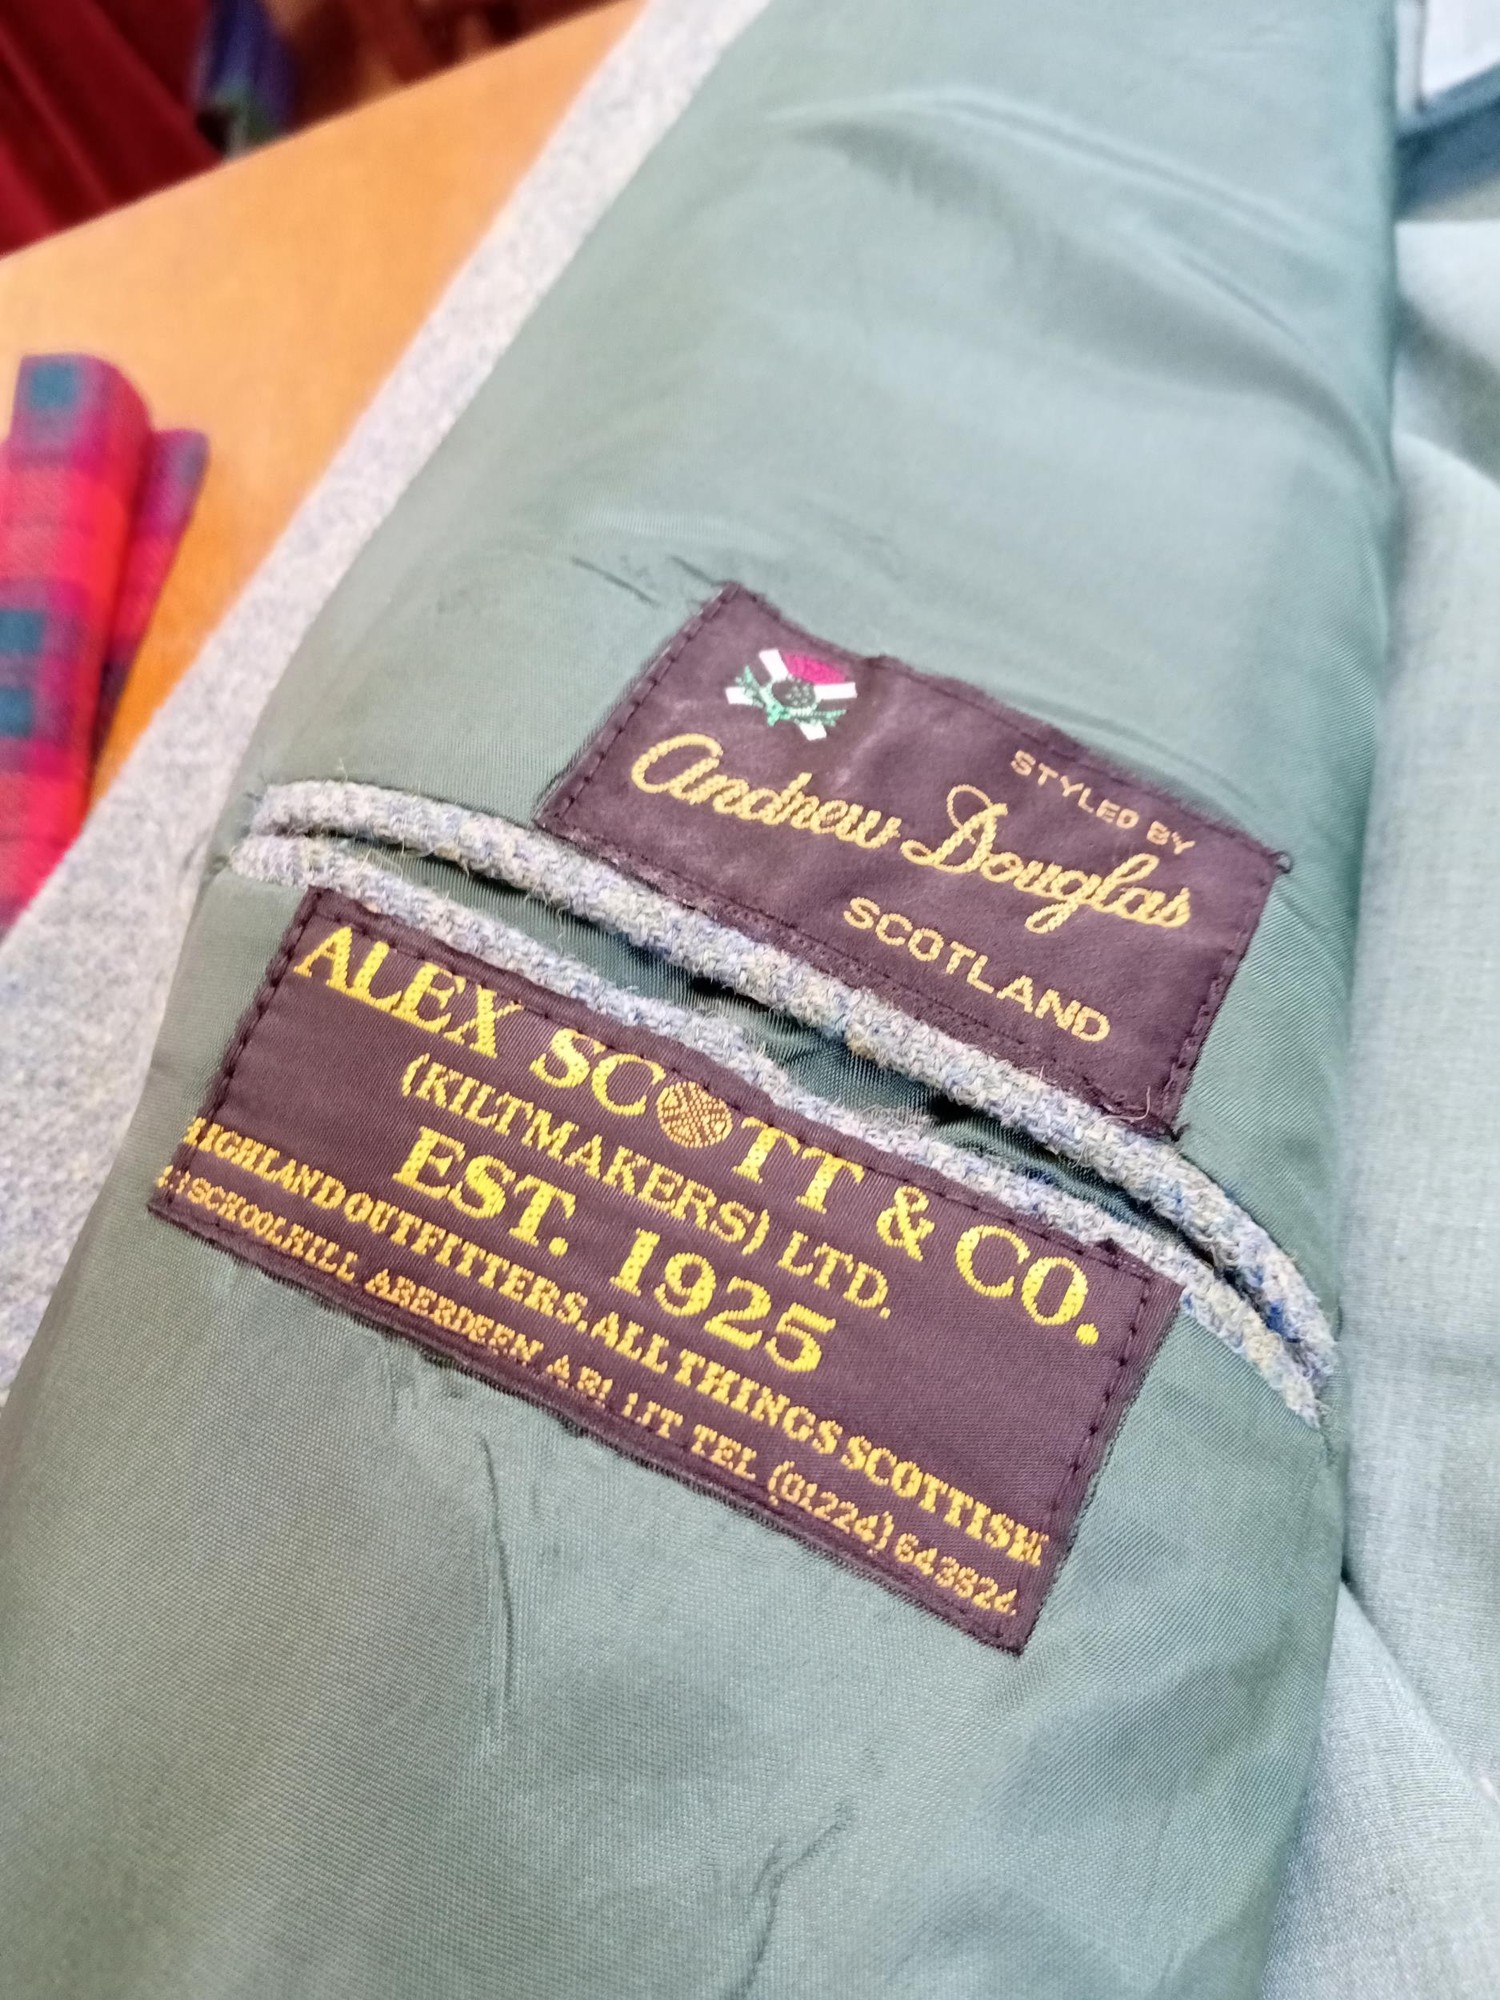 STYLED BY
Andrew Douglas
SCOTLAND
ALEX SCOTT & CO.
(KILTMAKERS) LTD.
EST. 1925
HIGHLAND OUTFITTERS, ALL THINGS SCOTTISH
SCHOOLHILL ABERDEEN AB1 1JT TEL (01224) 643524